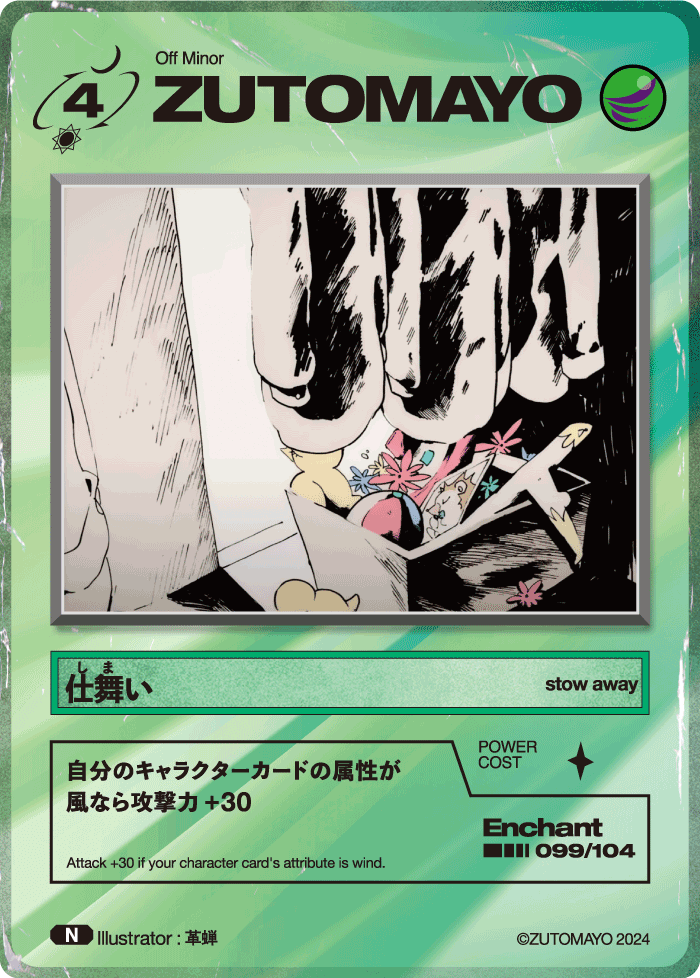 Off Minor
4
ZUTOMAYO
しま
仕舞い
stow away
自分のキャラクターカードの属性が
風なら攻撃力+30
Attack +30 if your character card's attribute is wind.
POWER
COST
Enchant
099/104
N
Illustrator : 革蝉
©ZUTOMAYO 2024